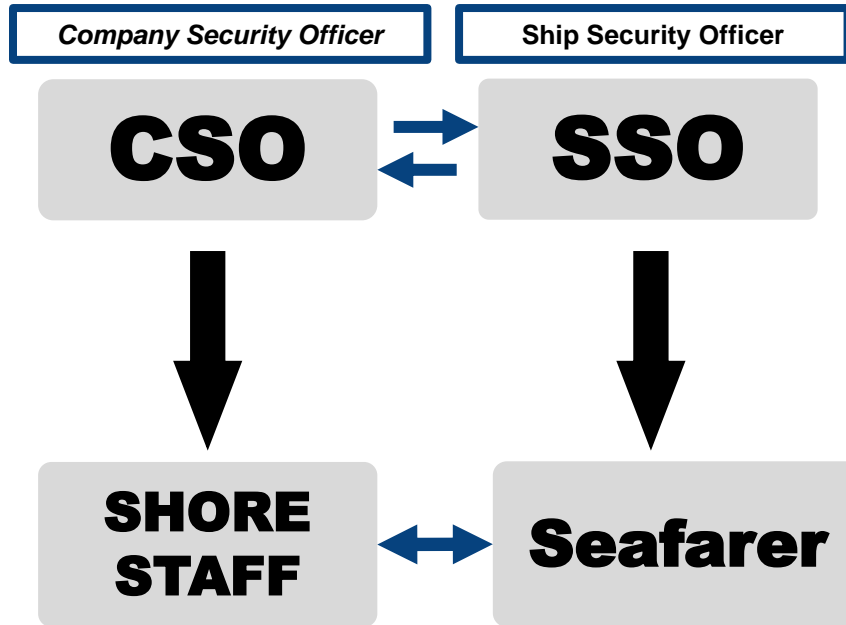 Company Security Officer
Ship Security Officer
CSO
SSO
SHORE
STAFF
Seafarer